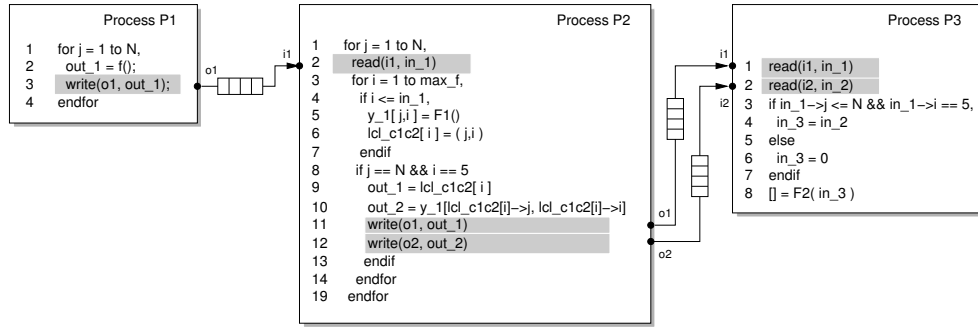 Process P1
1 for j = 1 to N,
2 out_1 = f();
3 write(o1, out_1);
4 endfor
o1
i1
Process P2
1 for j = 1 to N,
2 read(i1, in_1)
3 for i = 1 to max_f,
4 if i <= in_1,
5 y_1[ j,i ] = F1()
6 lcl_c1c2[ i ] = ( j,i )
7 endif
8 if j == N && i == 5
9 out_1 = lcl_c1c2[ i ]
10 out_2 = y_1[lcl_c1c2[i]->j, lcl_c1c2[i]->i]
11 write(o1, out_1)
12 write(o2, out_2)
13 endif
14 endfor
19 endfor
o1
o2
i1
i2
Process P3
1 read(i1, in_1)
2 read(i2, in_2)
3 if in_1->j <= N && in_1->i == 5,
4 in_3 = in_2
5 else
6 in_3 = 0
7 endif
8 [] = F2( in_3 )